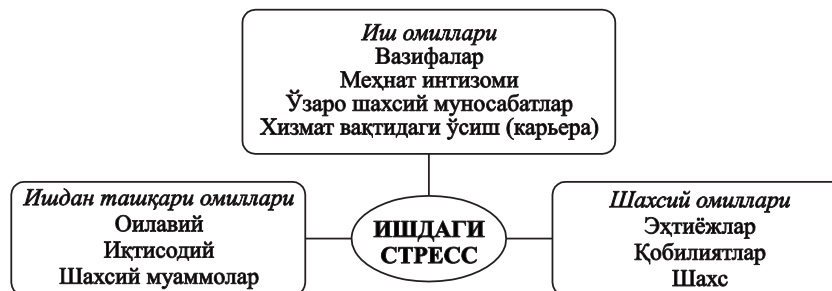 Иш омиллари
Вазифалар
Меҳнат интизоми
Ўзаро шахсий муносабатлар
Хизмат вақтидаги ўсиш (карьера)
Ишдан ташқари омиллари
Оилавий
Иқтисодий
Шахсий муаммолар
ИШДАГИ
СТРЕСС
Шахсий омиллари
Эҳтиёжлар
Қобилиятлар
Шахс